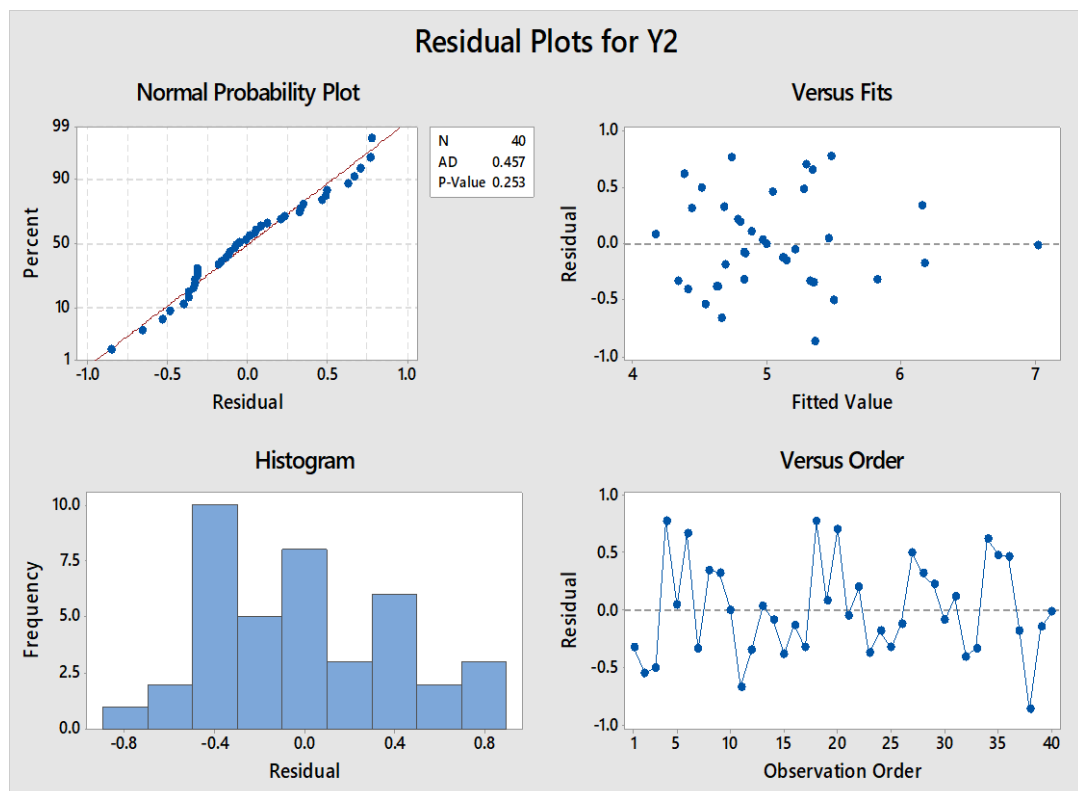 Residual Plots for Y2
Normal Probability Plot
99
90
50
10
1
Percent
-1.0 -0.5 0.0 0.5 1.0
Residual
N 40
AD 0.457
P-Value 0.253
Versus Fits
1.0
0.5
0.0
-0.5
-1.0
Residual
4 5 6 7
Fitted Value
Histogram
10.0
7.5
5.0
2.5
0.0
Frequency
-0.8 -0.4 0.0 0.4 0.8
Residual
Versus Order
1.0
0.5
0.0
-0.5
-1.0
Residual
1 5 10 15 20 25 30 35 40
Observation Order